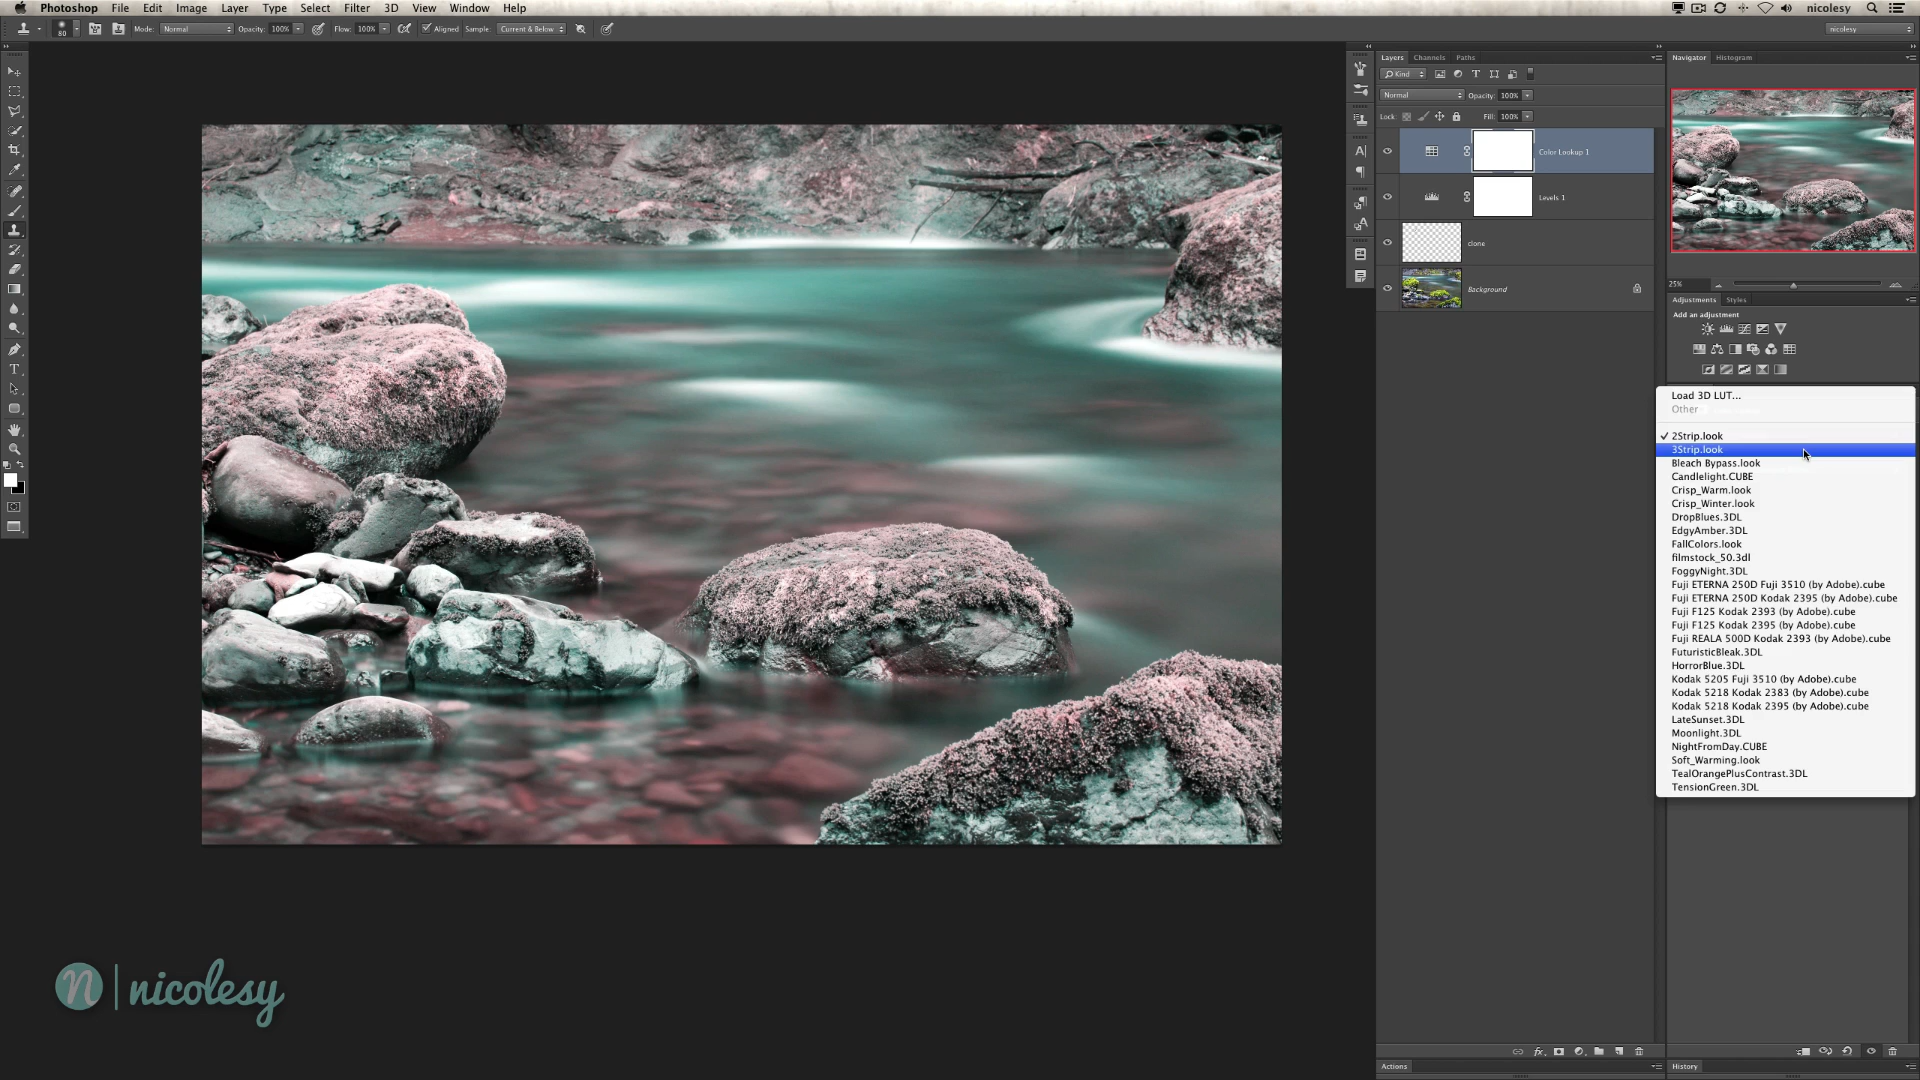 Photoshop File Edit Image Layer Type Select Filter 3D View Window Help nicolesy
80 Mode: Normal Opacity: 100% Flow: 100% Aligned Sample: Current & Below nicolesy
Layers Channels Paths
Kind
Normal Opacity: 100%
Lock: Fill: 100%
Color Lookup 1
Levels 1
clone
Background
Navigator Histogram
25%
Adjustments Styles
Add an adjustment
Load 3D LUT...
Other
✓ 2Strip.look
3Strip.look
Bleach Bypass.look
Candlelight.CUBE
Crisp_Warm.look
Crisp_Winter.look
DropBlues.3DL
EdgyAmber.3DL
FallColors.look
filmstock_50.3dl
FoggyNight.3DL
Fuji ETERNA 250D Fuji 3510 (by Adobe).cube
Fuji ETERNA 250D Kodak 2395 (by Adobe).cube
Fuji F125 Kodak 2393 (by Adobe).cube
Fuji F125 Kodak 2395 (by Adobe).cube
Fuji REALA 500D Kodak 2393 (by Adobe).cube
FuturisticBleak.3DL
HorrorBlue.3DL
Kodak 5205 Fuji 3510 (by Adobe).cube
Kodak 5218 Kodak 2383 (by Adobe).cube
Kodak 5218 Kodak 2395 (by Adobe).cube
LateSunset.3DL
Moonlight.3DL
NightFromDay.CUBE
Soft_Warming.look
TealOrangePlusContrast.3DL
TensionGreen.3DL
n | nicolesy
fx
Actions
History